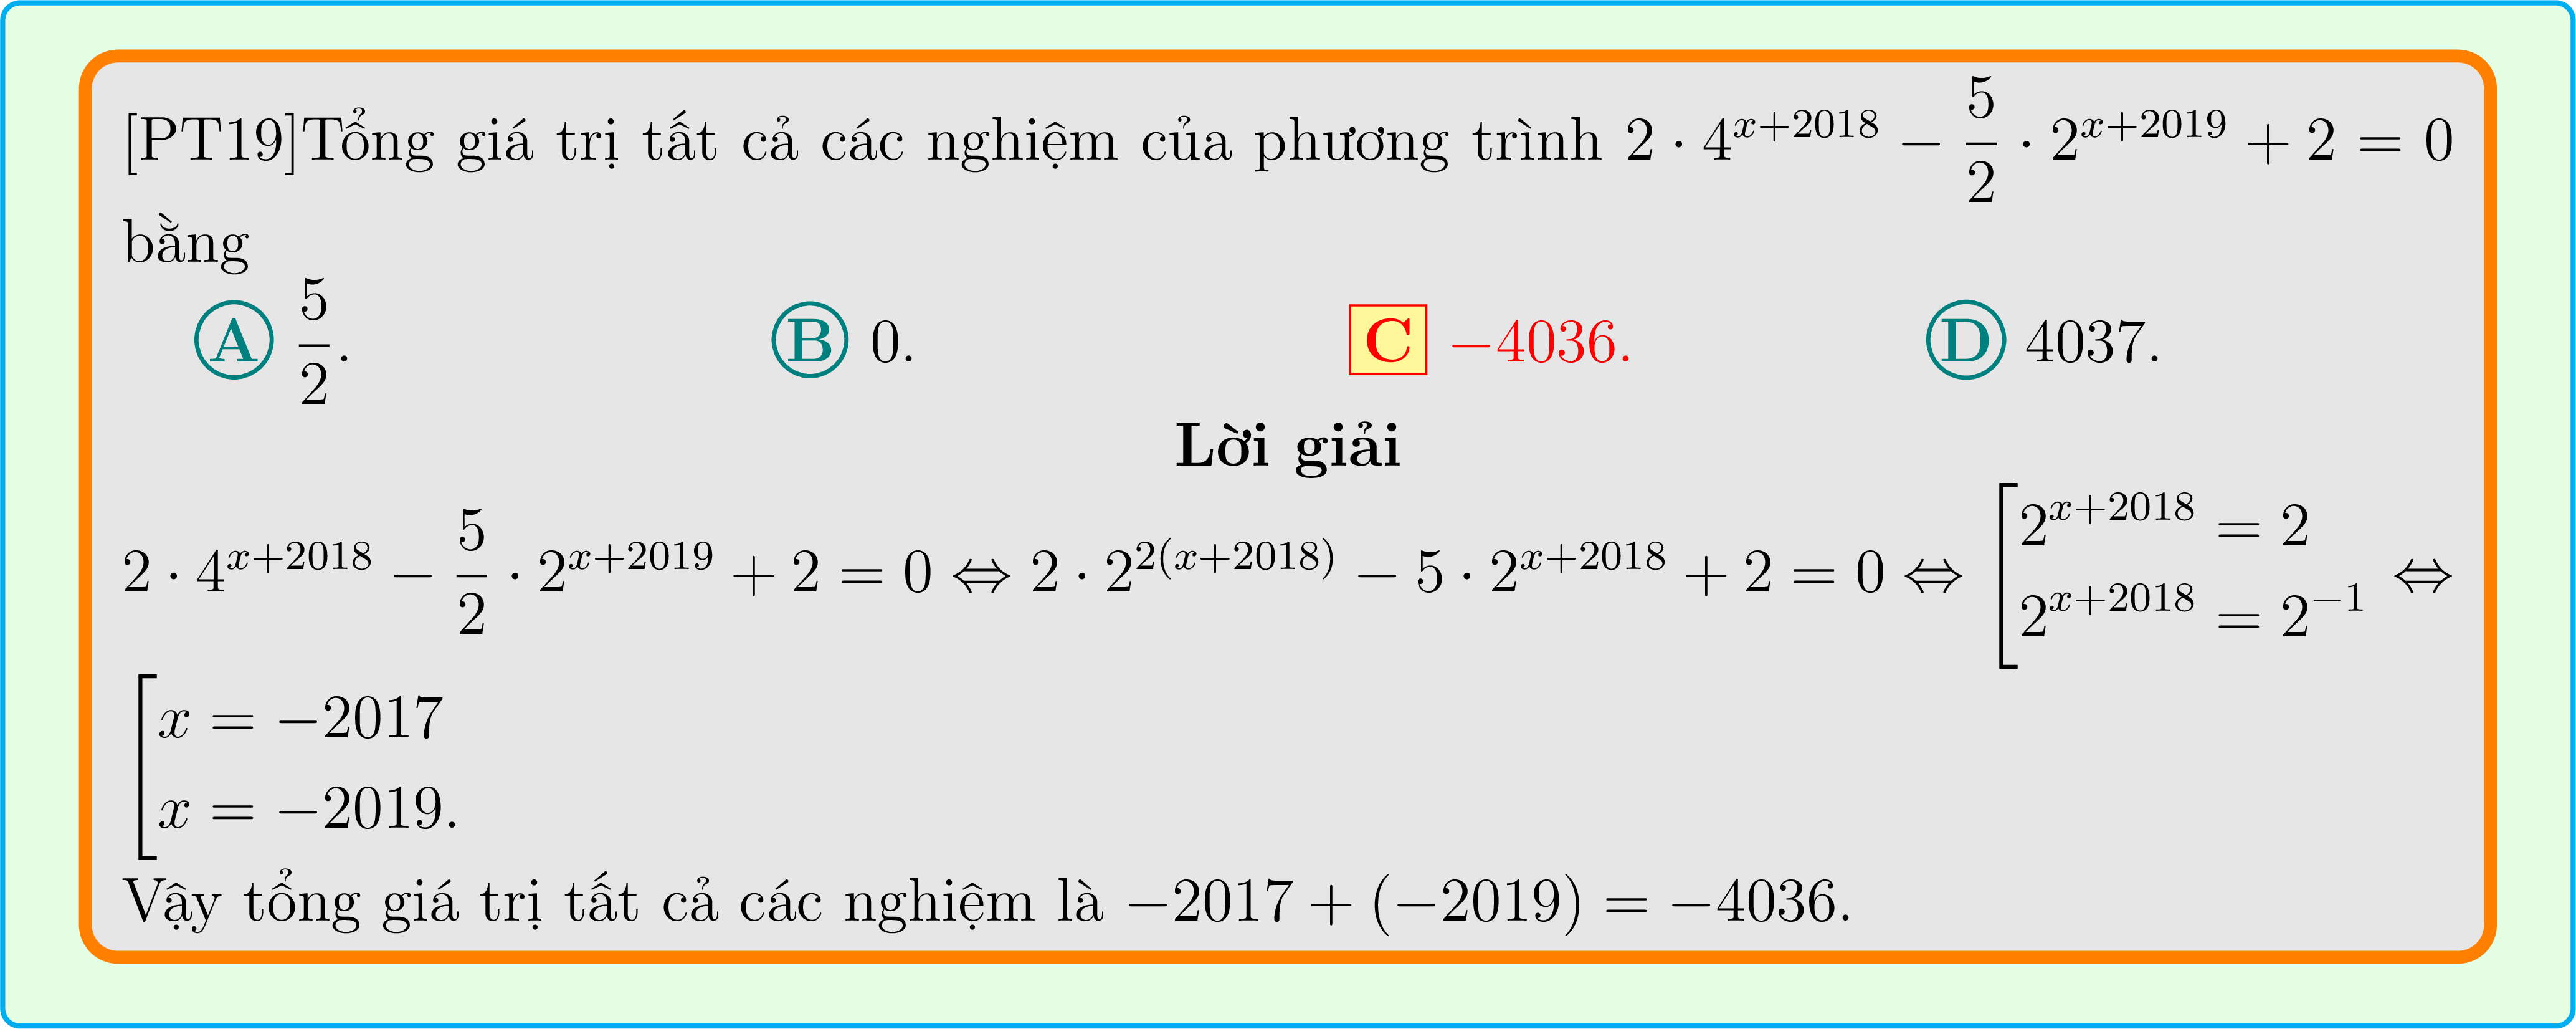 [PT19]Tổng giá trị tất cả các nghiệm của phương trình $2 \cdot 4^{x+2018} - \dfrac{5}{2} \cdot 2^{x+2019} + 2 = 0$
bằng
A $\dfrac{5}{2}$. B 0. C −4036. D 4037.
Lời giải
$2 \cdot 4^{x+2018} - \dfrac{5}{2} \cdot 2^{x+2019} + 2 = 0 \Leftrightarrow 2 \cdot 2^{2(x+2018)} - 5 \cdot 2^{x+2018} + 2 = 0 \Leftrightarrow \left[\begin{array}{l} 2^{x+2018} = 2 \\ 2^{x+2018} = 2^{-1} \end{array}\right. \Leftrightarrow$
$\left[\begin{array}{l} x = -2017 \\ x = -2019. \end{array}\right.$
Vậy tổng giá trị tất cả các nghiệm là $-2017 + (-2019) = -4036.$